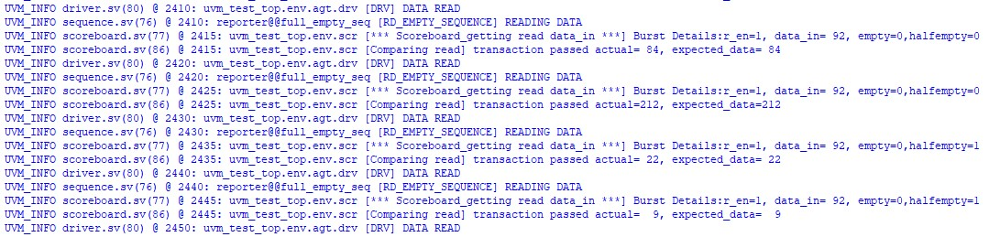 UVM_INFO driver.sv(80) @ 2410: uvm_test_top.env.agt.drv [DRV] DATA READ
UVM_INFO sequence.sv(76) @ 2410: reporter@@full_empty_seq [RD_EMPTY_SEQUENCE] READING DATA
UVM_INFO scoreboard.sv(77) @ 2415: uvm_test_top.env.scr [*** Scoreboard_getting read data_in ***] Burst Details:r_en=1, data_in= 92, empty=0,halfempty=0
UVM_INFO scoreboard.sv(86) @ 2415: uvm_test_top.env.scr [Comparing read] transaction passed actual= 84, expected_data= 84
UVM_INFO driver.sv(80) @ 2420: uvm_test_top.env.agt.drv [DRV] DATA READ
UVM_INFO sequence.sv(76) @ 2420: reporter@@full_empty_seq [RD_EMPTY_SEQUENCE] READING DATA
UVM_INFO scoreboard.sv(77) @ 2425: uvm_test_top.env.scr [*** Scoreboard_getting read data_in ***] Burst Details:r_en=1, data_in= 92, empty=0,halfempty=0
UVM_INFO scoreboard.sv(86) @ 2425: uvm_test_top.env.scr [Comparing read] transaction passed actual=212, expected_data=212
UVM_INFO driver.sv(80) @ 2430: uvm_test_top.env.agt.drv [DRV] DATA READ
UVM_INFO sequence.sv(76) @ 2430: reporter@@full_empty_seq [RD_EMPTY_SEQUENCE] READING DATA
UVM_INFO scoreboard.sv(77) @ 2435: uvm_test_top.env.scr [*** Scoreboard_getting read data_in ***] Burst Details:r_en=1, data_in= 92, empty=0,halfempty=1
UVM_INFO scoreboard.sv(86) @ 2435: uvm_test_top.env.scr [Comparing read] transaction passed actual= 22, expected_data= 22
UVM_INFO driver.sv(80) @ 2440: uvm_test_top.env.agt.drv [DRV] DATA READ
UVM_INFO sequence.sv(76) @ 2440: reporter@@full_empty_seq [RD_EMPTY_SEQUENCE] READING DATA
UVM_INFO scoreboard.sv(77) @ 2445: uvm_test_top.env.scr [*** Scoreboard_getting read data_in ***] Burst Details:r_en=1, data_in= 92, empty=0,halfempty=1
UVM_INFO scoreboard.sv(86) @ 2445: uvm_test_top.env.scr [Comparing read] transaction passed actual=  9, expected_data=  9
UVM_INFO driver.sv(80) @ 2450: uvm_test_top.env.agt.drv [DRV] DATA READ